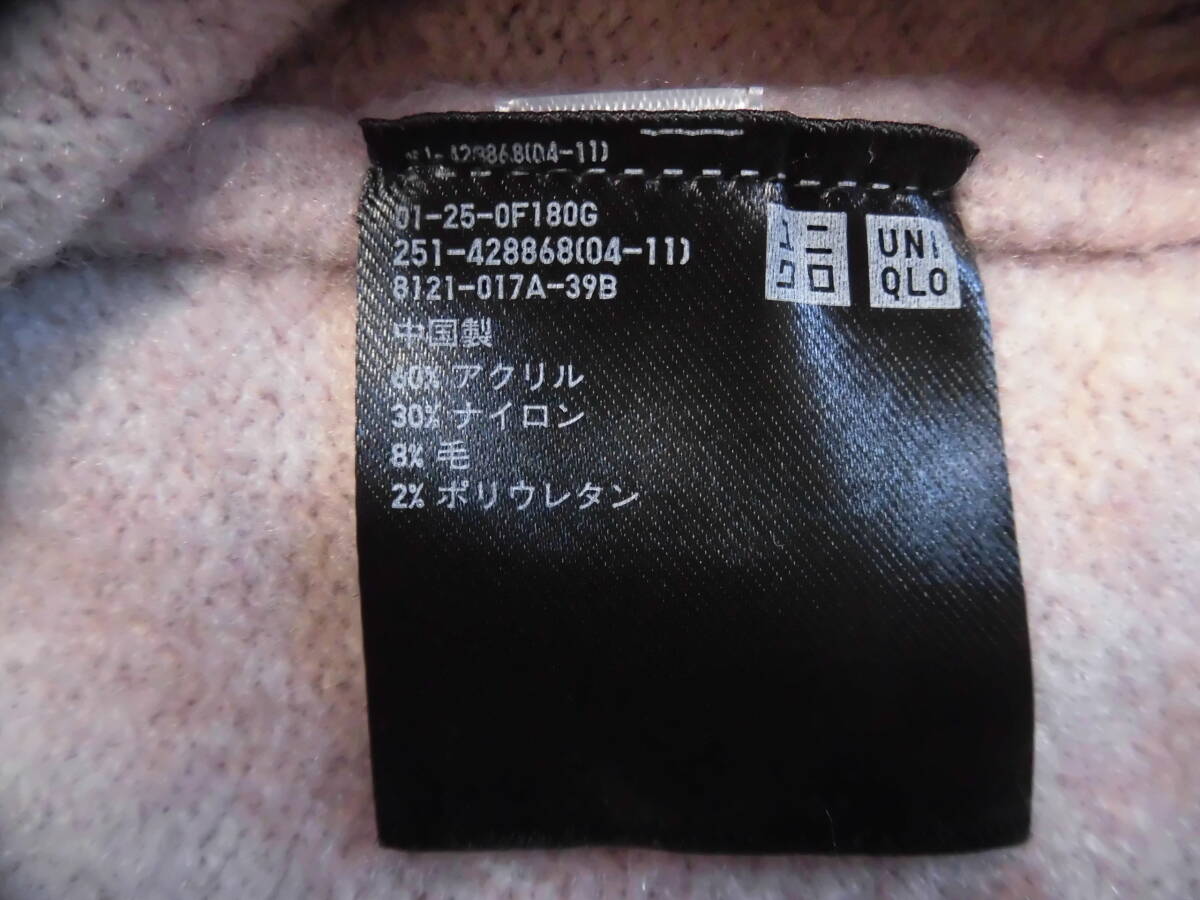 428868(04-11)
01-25-0F180G
251-428868(04-11)
8121-017A-39B
中国製
60% アクリル
30% ナイロン
8% 毛
2% ポリウレタン
ユニ
クロ
UNI
QLO